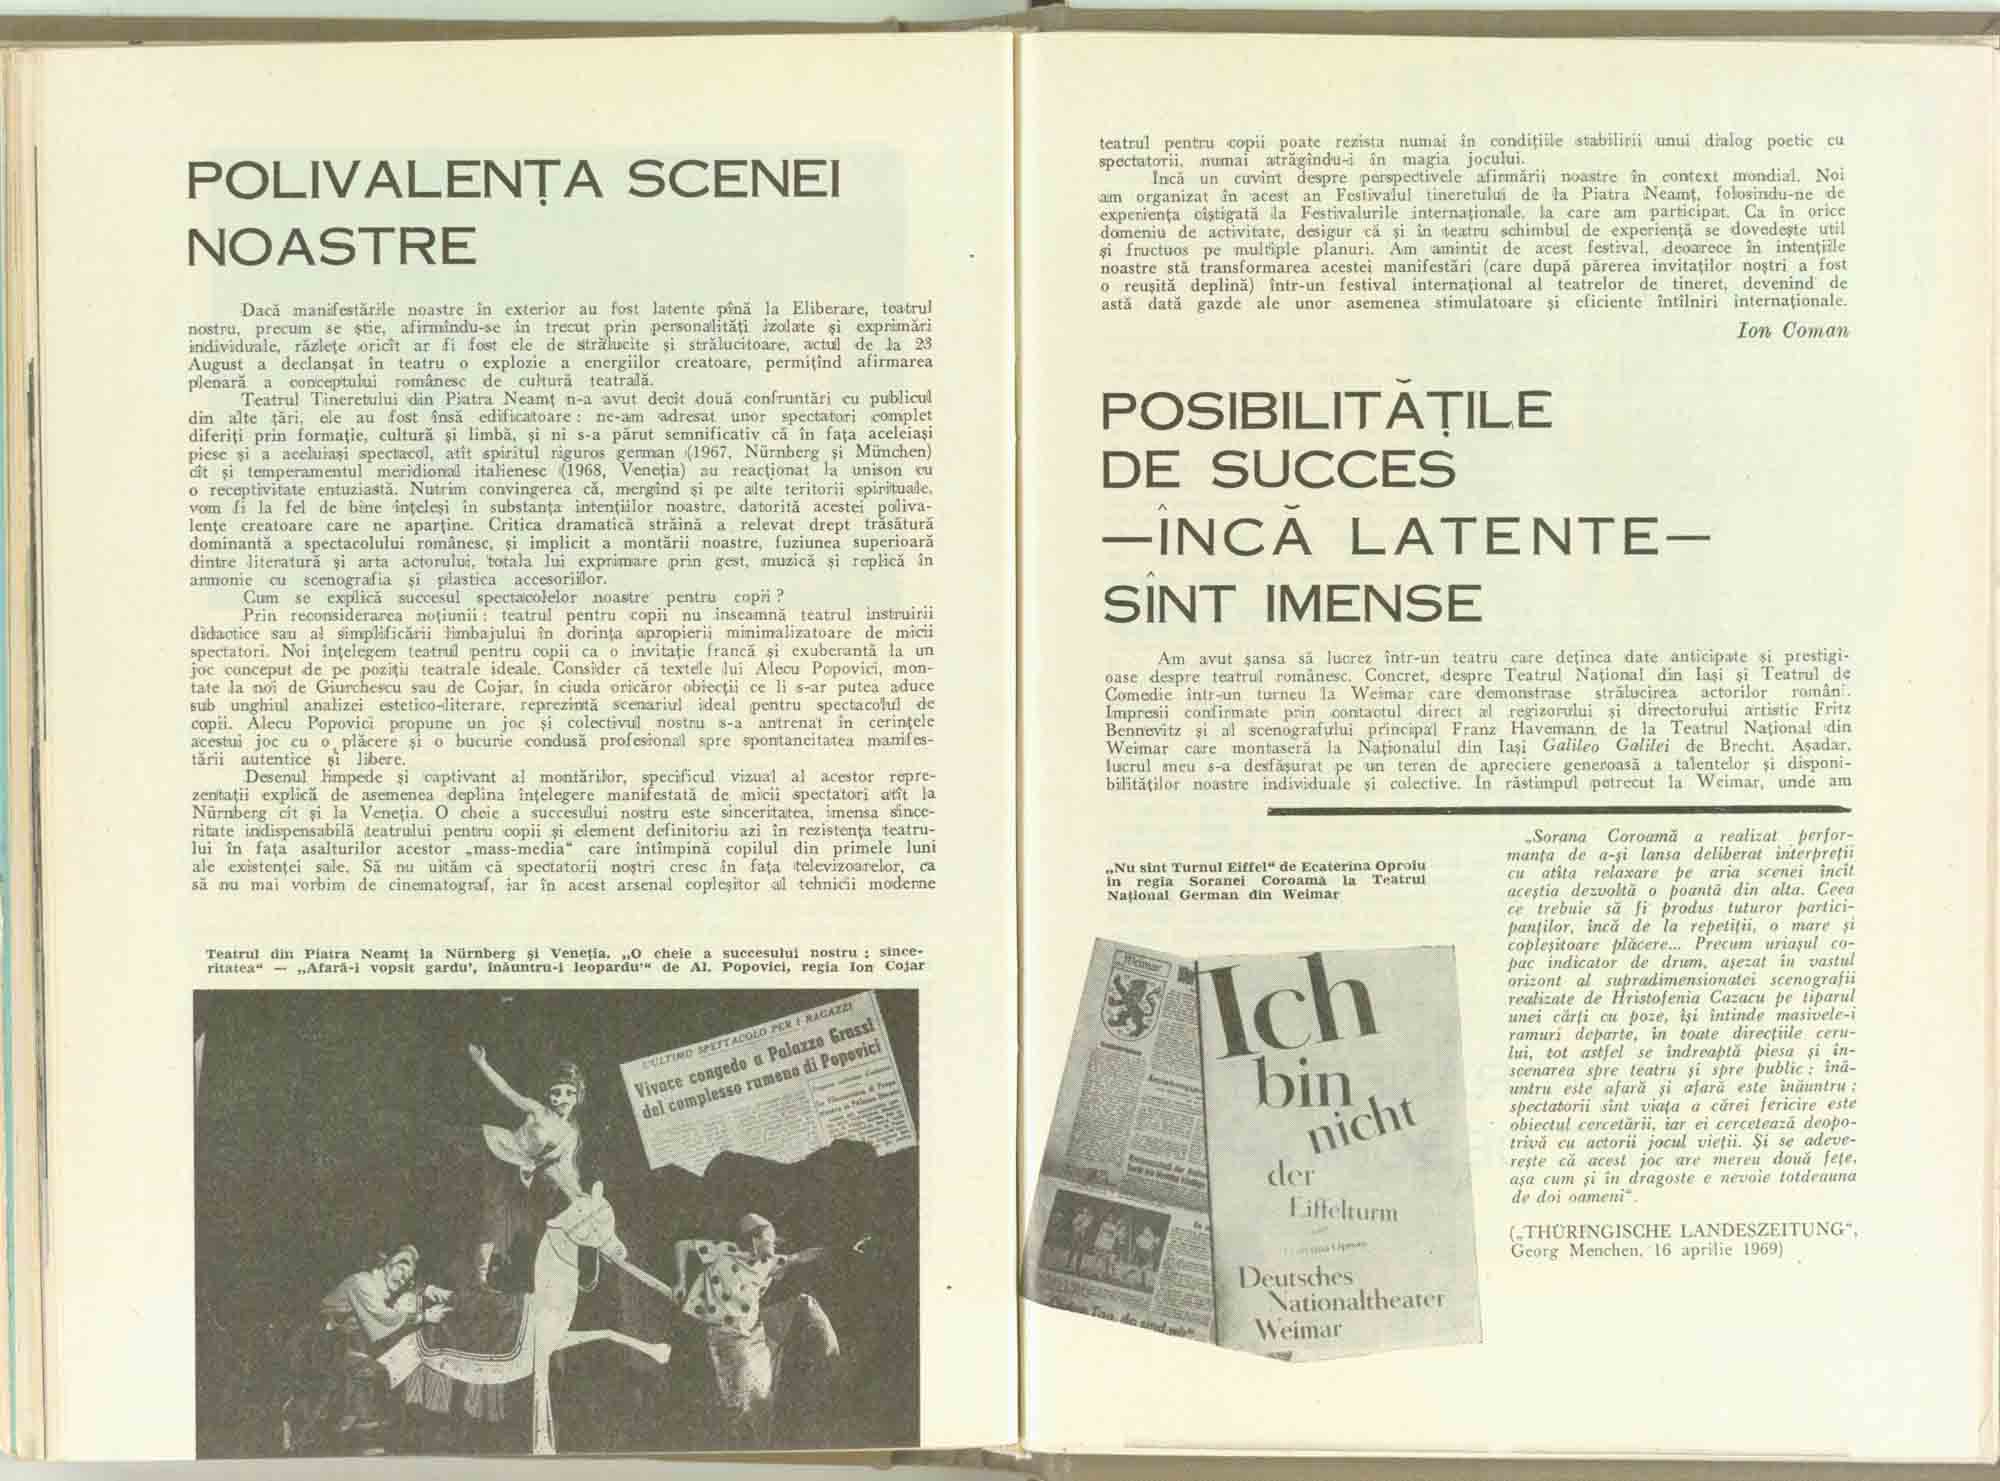 POLIVALENȚA SCENEI
NOASTRE
Dacă manifestările noastre în exterior au fost latente pînă la Eliberare, teatrul
nostru, precum se știe, afirmîndu-se în trecut prin personalități izolate și exprimări
individuale, răzlețe oricît ar fi fost ele de strălucite și strălucitoare, actul de la 23
August a declanșat în teatru o explozie a energiilor creatoare, permițînd afirmarea
plenară a conceptului românesc de cultură teatrală.
Teatrul Tineretului din Piatra Neamț n-a avut decît două confruntări cu publicul
din alte țări, ele au fost însă edificatoare : ne-am adresat unor spectatori complet
diferiți prin formație, cultură și limbă, și ni s-a părut semnificativ că în fața aceleiași
piese și a aceluiași spectacol, atît spiritul riguros german (1967, Nürnberg și München)
cît și temperamentul meridional italienesc (1968, Veneția) au reacționat la unison cu
o receptivitate entuziastă. Nutrim convingerea că, mergînd și pe alte teritorii spirituale,
vom fi la fel de bine înțeleși în substanța intențiilor noastre, datorită acestei poliva-
lențe creatoare care ne aparține. Critica dramatică străină a relevat drept trăsătură
dominantă a spectacolului românesc, și implicit a montării noastre, fuziunea superioară
dintre literatură și arta actorului, totala lui exprimare prin gest, muzică și replică în
armonie cu scenografia și plastica accesoriilor.
Cum se explică succesul spectacolelor noastre pentru copii ?
Prin reconsiderarea noțiunii : teatrul pentru copii nu înseamnă teatrul instruirii
didactice sau al simplificării limbajului în dorința apropierii minimalizatoare de micii
spectatori. Noi înțelegem teatrul pentru copii ca o invitație francă și exuberantă la un
joc conceput de pe poziții teatrale ideale. Consider că textele lui Alecu Popovici, mon-
tate la noi de Giurchescu sau de Cojar, în ciuda oricăror obiecții ce li s-ar putea aduce
sub unghiul analizei estetico-literare, reprezintă scenariul ideal pentru spectacolul de
copii. Alecu Popovici propune un joc și colectivul nostru s-a antrenat în cerințele
acestui joc cu o plăcere și o bucurie condusă profesional spre spontaneitatea manifes-
tării autentice și libere.
Desenul limpede și captivant al montărilor, specificul vizual al acestor repre-
zentații explică de asemenea deplina înțelegere manifestată de micii spectatori atît la
Nürnberg cît și la Veneția. O cheie a succesului nostru este sinceritatea, imensa since-
ritate indispensabilă teatrului pentru copii și element definitoriu azi în rezistența teatru-
lui în fața asalturilor acestor „mass-media“ care întîmpină copilul din primele luni
ale existenței sale. Să nu uităm că spectatorii noștri cresc în fața televizoarelor, ca
să nu mai vorbim de cinematograf, iar în acest arsenal copleșitor al tehnicii moderne
Teatrul din Piatra Neamț la Nürnberg și Veneția. „O cheie a succesului nostru : since-
ritatea“ — „Afară-i vopsit gardu’, înăuntru-i leopardu’“ de Al. Popovici, regia Ion Cojar
L'ULTIMO SPETTACOLO PER I RAGAZZI
Vivace congedo a Palazzo Grassi
del complesso rumeno di Popovici
teatrul pentru copii poate rezista numai în condițiile stabilirii unui dialog poetic cu
spectatorii, numai atrăgîndu-i în magia jocului.
Încă un cuvînt despre perspectivele afirmării noastre în context mondial. Noi
am organizat în acest an Festivalul tineretului de la Piatra Neamț, folosindu-ne de
experiența cîștigată la Festivalurile internaționale, la care am participat. Ca în orice
domeniu de activitate, desigur că și în teatru schimbul de experiență se dovedește util
și fructuos pe multiple planuri. Am amintit de acest festival, deoarece în intențiile
noastre stă transformarea acestei manifestări (care după părerea invitaților noștri a fost
o reușită deplină) într-un festival internațional al teatrelor de tineret, devenind de
astă dată gazde ale unor asemenea stimulatoare și eficiente întîlniri internaționale.
Ion Coman
POSIBILITĂȚILE
DE SUCCES
—ÎNCĂ LATENTE—
SÎNT IMENSE
Am avut șansa să lucrez într-un teatru care deținea date anticipate și prestigi-
oase despre teatrul românesc. Concret, despre Teatrul Național din Iași și Teatrul de
Comedie într-un turneu la Weimar care demonstrase strălucirea actorilor români.
Impresii confirmate prin contactul direct al regizorului și directorului artistic Fritz
Bennevitz și al scenografului principal Franz Havemann de la Teatrul Național din
Weimar care montaseră la Naționalul din Iași Galileo Galilei de Brecht. Așadar,
lucrul meu s-a desfășurat pe un teren de apreciere generoasă a talentelor și disponi-
bilităților noastre individuale și colective. În răstimpul petrecut la Weimar, unde am
„Nu sînt Turnul Eiffel“ de Ecaterina Oproiu
în regia Soranei Coroamă la Teatrul
Național German din Weimar
Weimar
Ich
bin
nicht
der
Eiffelturm
Deutsches
Nationaltheater
Weimar
„Sorana Coroamă a realizat perfor-
manța de a-și lansa deliberat interpreții
cu atîta relaxare pe aria scenei încît
aceștia dezvoltă o poantă din alta. Ceea
ce trebuie să fi produs tuturor partici-
panților, încă de la repetiții, o mare și
copleșitoare plăcere... Precum uriașul co-
pac indicator de drum, așezat în vastul
orizont al supradimensionatei scenografii
realizate de Hristofenia Cazacu pe tiparul
unei cărți cu poze, își întinde masivele-i
ramuri departe, în toate direcțiile ceru-
lui, tot astfel se îndreaptă piesa și în-
scenarea spre teatru și spre public : înă-
untru este afară și afară este înăuntru ;
spectatorii sînt viața a cărei fericire este
obiectul cercetării, iar ei cercetează deopo-
trivă cu actorii jocul vieții. Și se adeve-
rește că acest joc are mereu două fețe,
așa cum și în dragoste e nevoie totdeauna
de doi oameni“.
(„THÜRINGISCHE LANDESZEITUNG“,
Georg Menchen, 16 aprilie 1969)